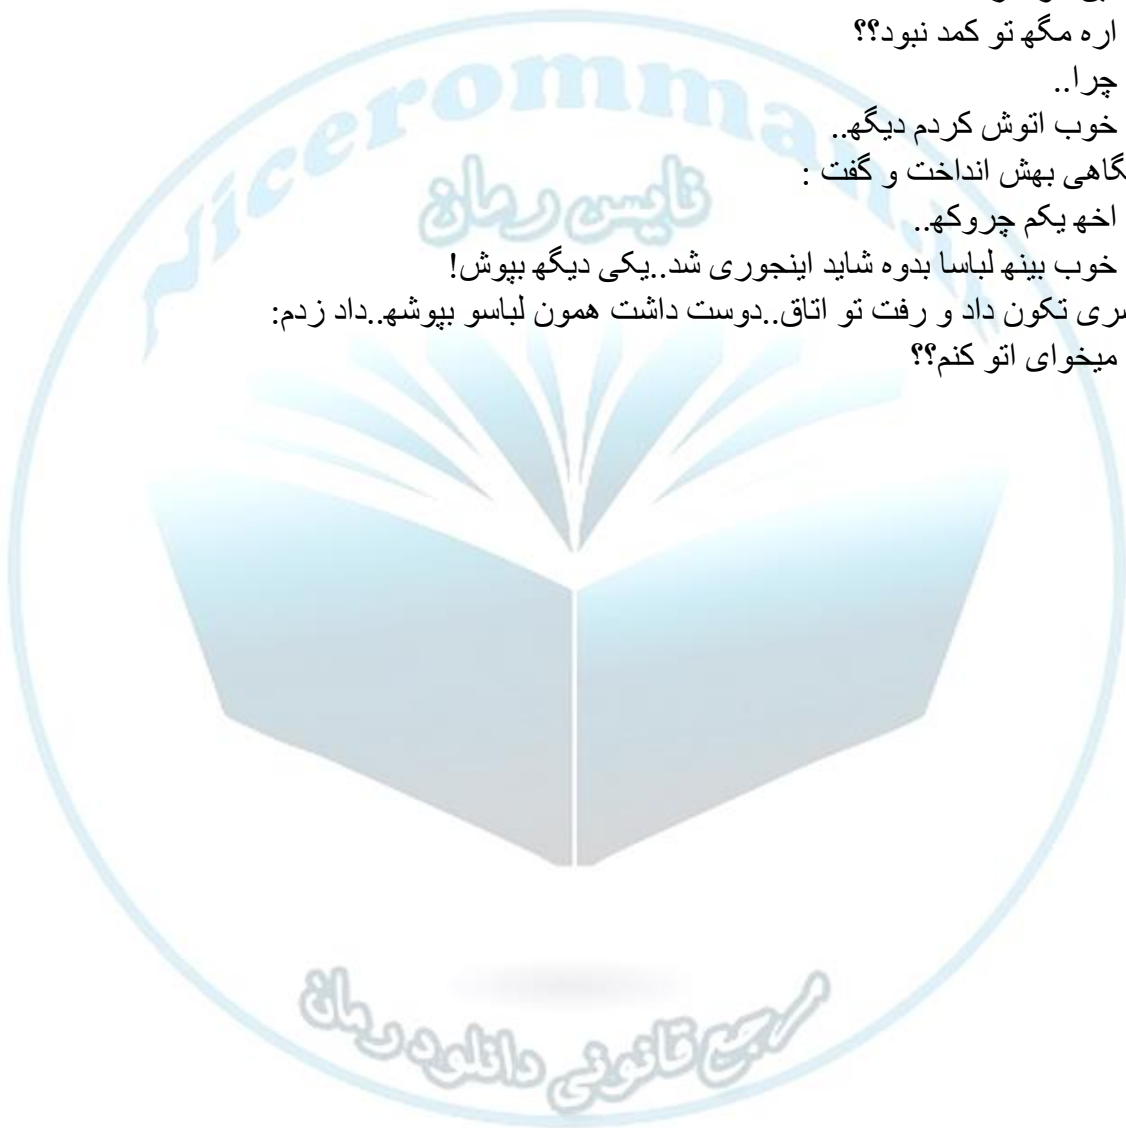 اره مگه تو کمد نبود؟؟
چرا..
خوب اتوش کردم دیگه..
نگاهی بهش انداخت و گفت :
اخه یکم چروکه..
خوب بینه لباسا بدوه شاید اینجوری شد..یکی دیگه بپوش!
سری تکون داد و رفت تو اتاق..دوست داشت همون لباسو بپوشه..داد زدم:
میخوای اتو کنم؟؟
Niceromman.ir
نایس رمان
مرجع قانونی دانلود رمان